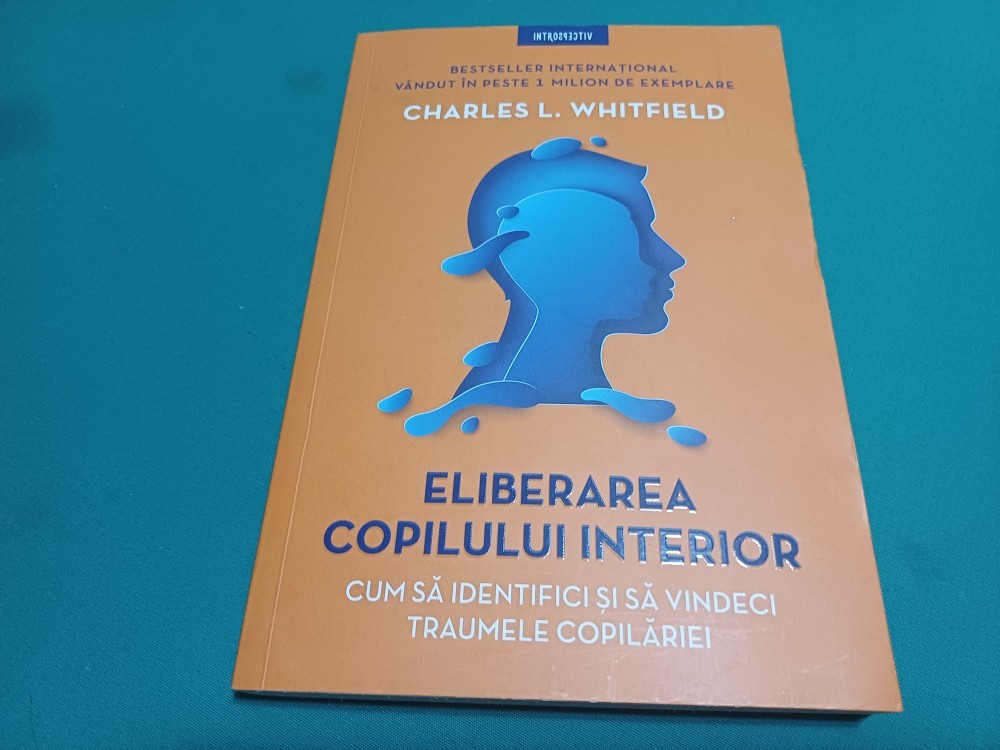 INTROSPECTIV
BESTSELLER INTERNAȚIONAL
VÂNDUT ÎN PESTE 1 MILION DE EXEMPLARE
CHARLES L. WHITFIELD
ELIBERAREA
COPILULUI INTERIOR
CUM SĂ IDENTIFICI ȘI SĂ VINDECI
TRAUMELE COPILĂRIEI